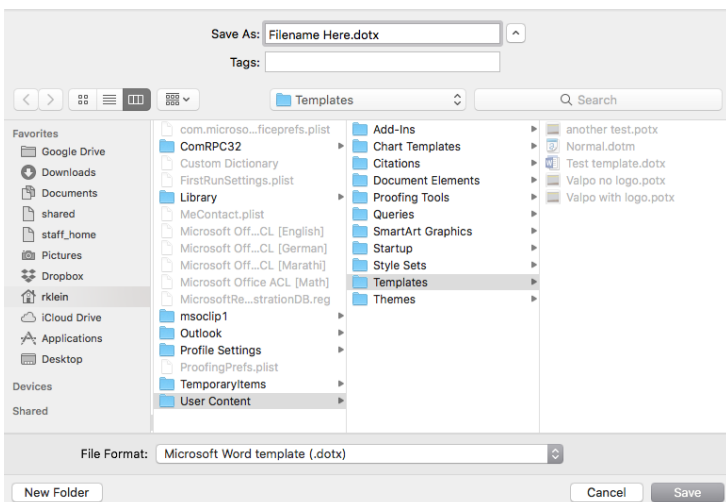 Save As: Filename Here.dotx
Tags:
Templates
Search
Favorites
Google Drive
Downloads
Documents
shared
staff_home
Pictures
Dropbox
rklein
iCloud Drive
Applications
Desktop
Devices
Shared
com.microso...ficeprefs.plist
ComRPC32
Custom Dictionary
FirstRunSettings.plist
Library
MeContact.plist
Microsoft Off...CL [English]
Microsoft Off...CL [German]
Microsoft Off...CL [Marathi]
Microsoft Office ACL [Math]
MicrosoftRe...strationDB.reg
msoclip1
Outlook
Profile Settings
ProofingPrefs.plist
TemporaryItems
User Content
Add-Ins
Chart Templates
Citations
Document Elements
Proofing Tools
Queries
SmartArt Graphics
Startup
Style Sets
Templates
Themes
another test.potx
Normal.dotm
Test template.dotx
Valpo no logo.potx
Valpo with logo.potx
File Format: Microsoft Word template (.dotx)
New Folder
Cancel
Save